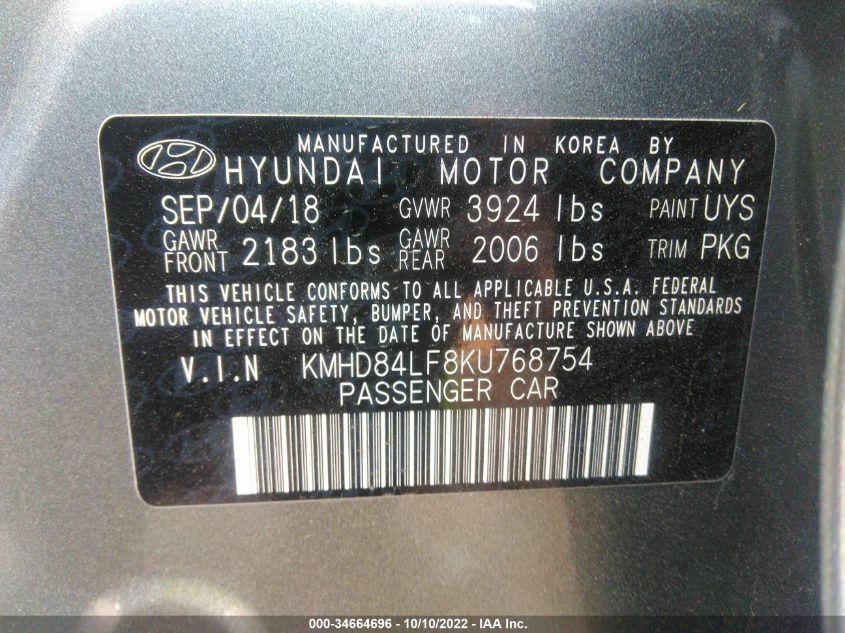 MANUFACTURED IN KOREA BY
HYUNDAI MOTOR COMPANY
SEP/04/18 GVWR 3924 lbs PAINT UYS
GAWR FRONT 2183 lbs GAWR REAR 2006 lbs TRIM PKG
THIS VEHICLE CONFORMS TO ALL APPLICABLE U.S.A. FEDERAL
MOTOR VEHICLE SAFETY, BUMPER, AND THEFT PREVENTION STANDARDS
IN EFFECT ON THE DATE OF MANUFACTURE SHOWN ABOVE
V.I.N KMHD84LF8KU768754
PASSENGER CAR
000-34664696 - 10/10/2022 - IAA Inc.